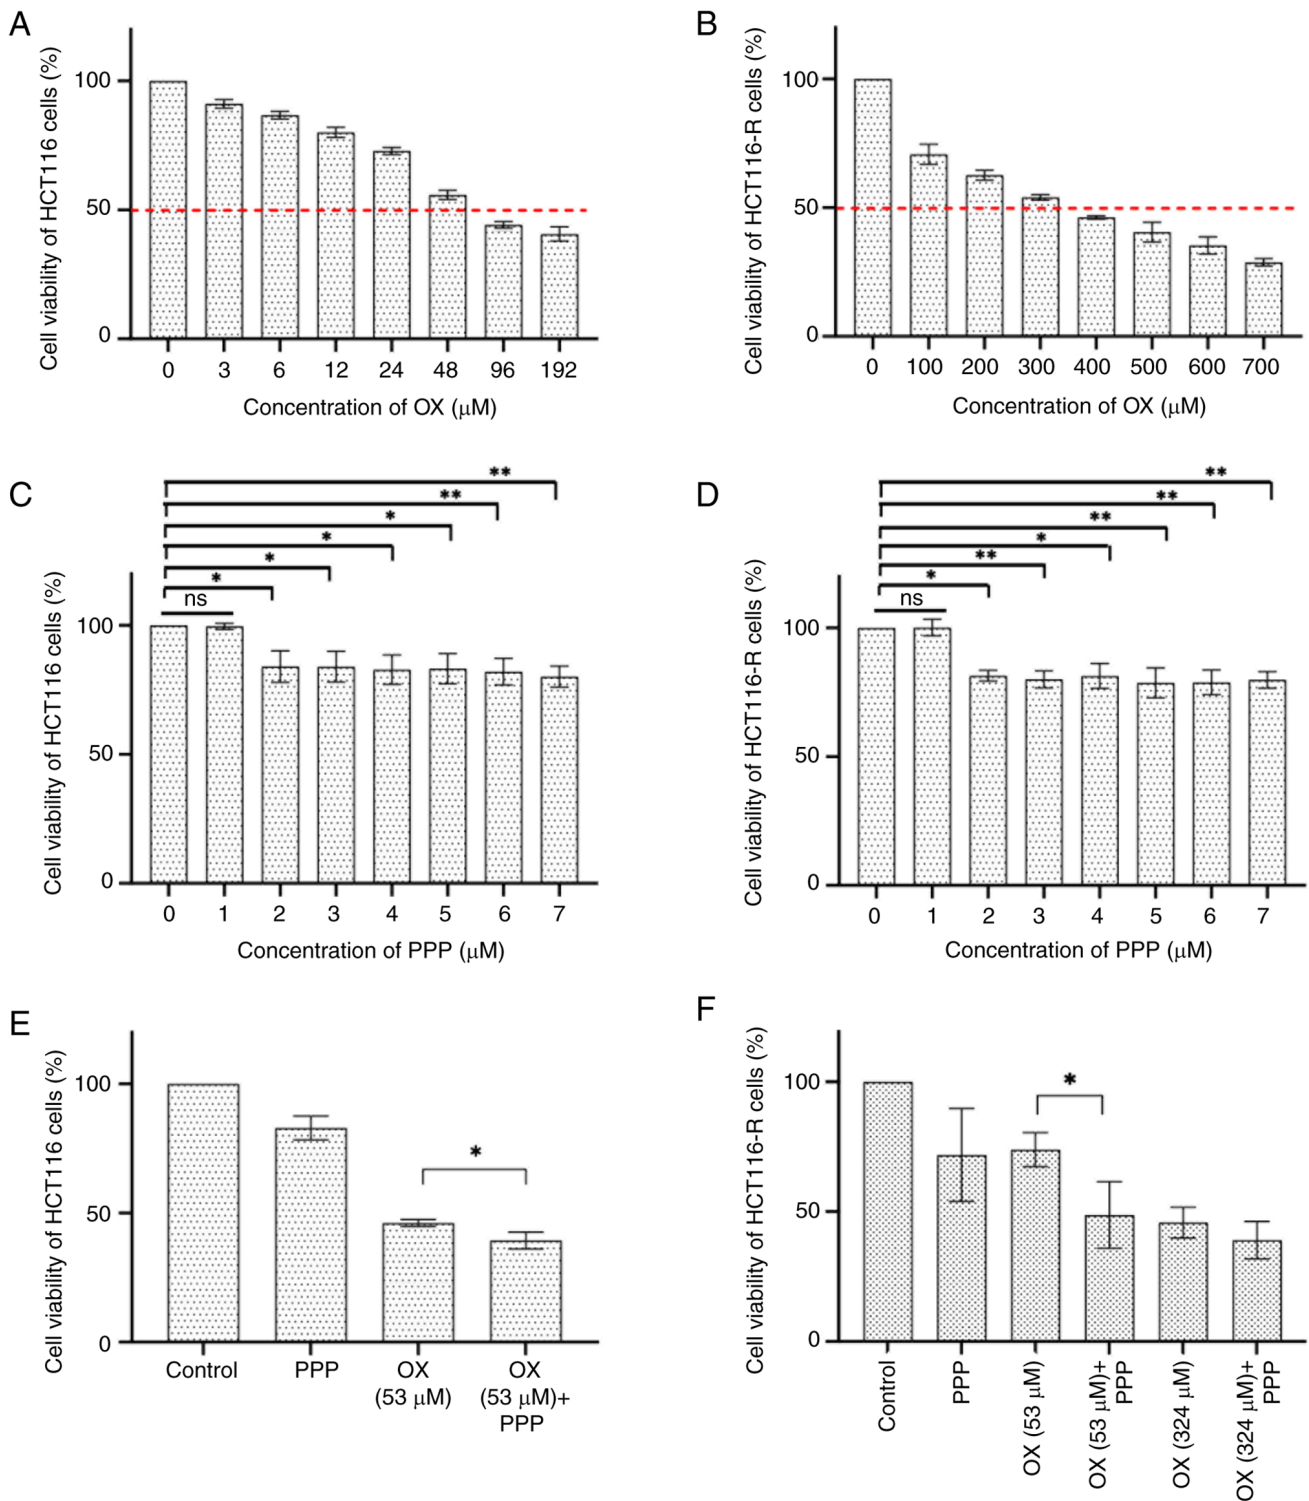 A
Cell viability of HCT116 cells (%)
100
50
0
0 3 6 12 24 48 96 192
Concentration of OX (μM)
B
Cell viability of HCT116-R cells (%)
100
50
0
0 100 200 300 400 500 600 700
Concentration of OX (μM)
C
**
**
*
*
*
*
ns
Cell viability of HCT116 cells (%)
100
50
0
0 1 2 3 4 5 6 7
Concentration of PPP (μM)
D
**
**
**
*
**
*
ns
Cell viability of HCT116-R cells (%)
100
50
0
0 1 2 3 4 5 6 7
Concentration of PPP (μM)
E
Cell viability of HCT116 cells (%)
100
50
0
*
Control
PPP
OX
(53 μM)
OX
(53 μM)+
PPP
F
Cell viability of HCT116-R cells (%)
100
50
0
*
Control
PPP
OX (53 μM)
OX (53 μM)+
PPP
OX (324 μM)
OX (324 μM)+
PPP